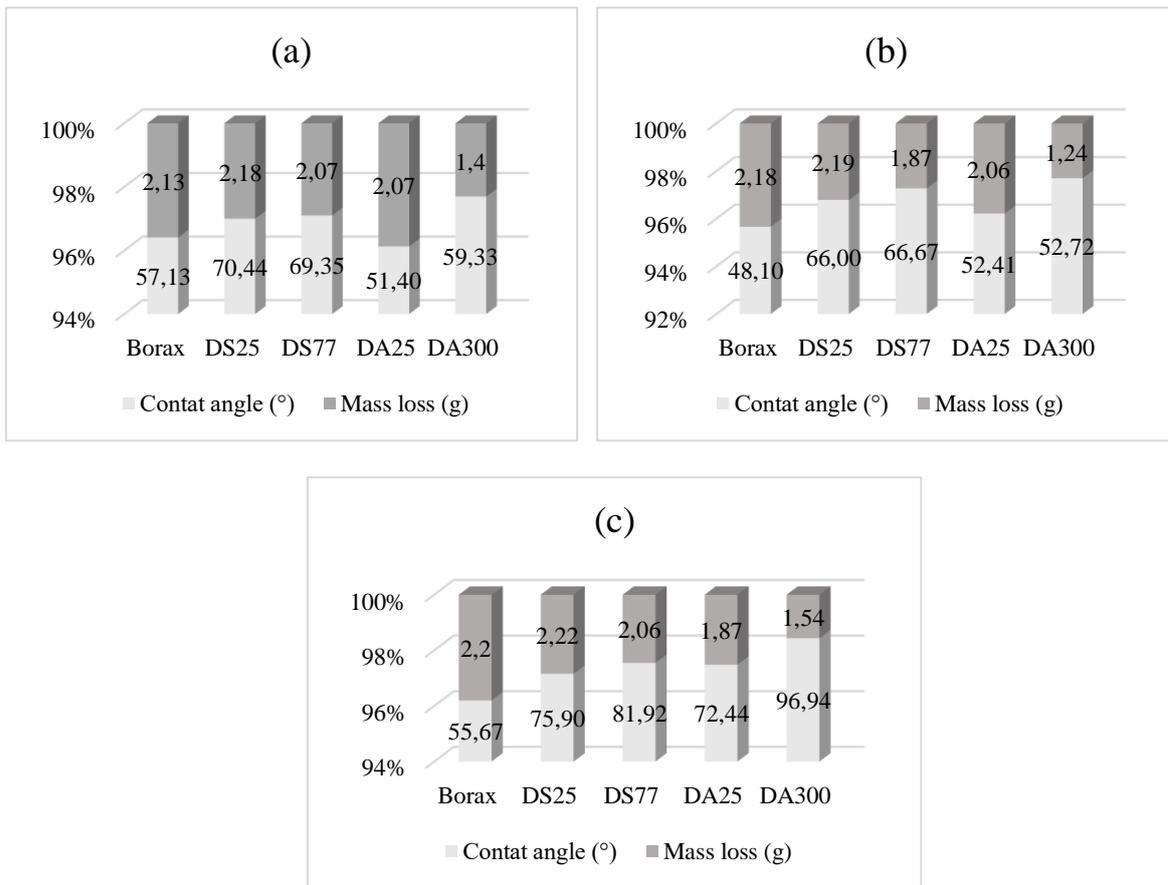 (a)
100%
98%
96%
94%
2,13 2,18 2,07 2,07 1,4
57,13 70,44 69,35 51,40 59,33
Borax DS25 DS77 DA25 DA300
Contat angle (°) Mass loss (g)
(b)
100%
98%
96%
94%
92%
2,18 2,19 1,87 2,06 1,24
48,10 66,00 66,67 52,41 52,72
Borax DS25 DS77 DA25 DA300
Contat angle (°) Mass loss (g)
(c)
100%
98%
96%
94%
2,2 2,22 2,06 1,87 1,54
55,67 75,90 81,92 72,44 96,94
Borax DS25 DS77 DA25 DA300
Contat angle (°) Mass loss (g)